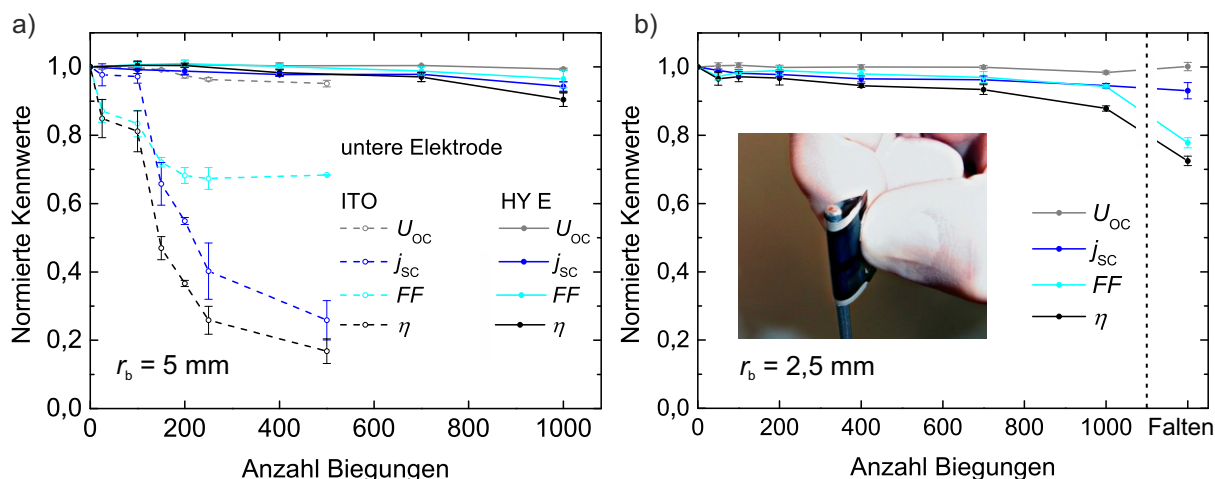 a)
Normierte Kennwerte
1,0
0,8
0,6
0,4
0,2
0,0
untere Elektrode
ITO HY E
U_OC U_OC
j_SC j_SC
FF FF
η η
r_b = 5 mm
0 200 400 600 800 1000
Anzahl Biegungen
b)
Normierte Kennwerte
1,0
0,8
0,6
0,4
0,2
0,0
U_OC
j_SC
FF
η
r_b = 2,5 mm
0 200 400 600 800 1000 Falten
Anzahl Biegungen